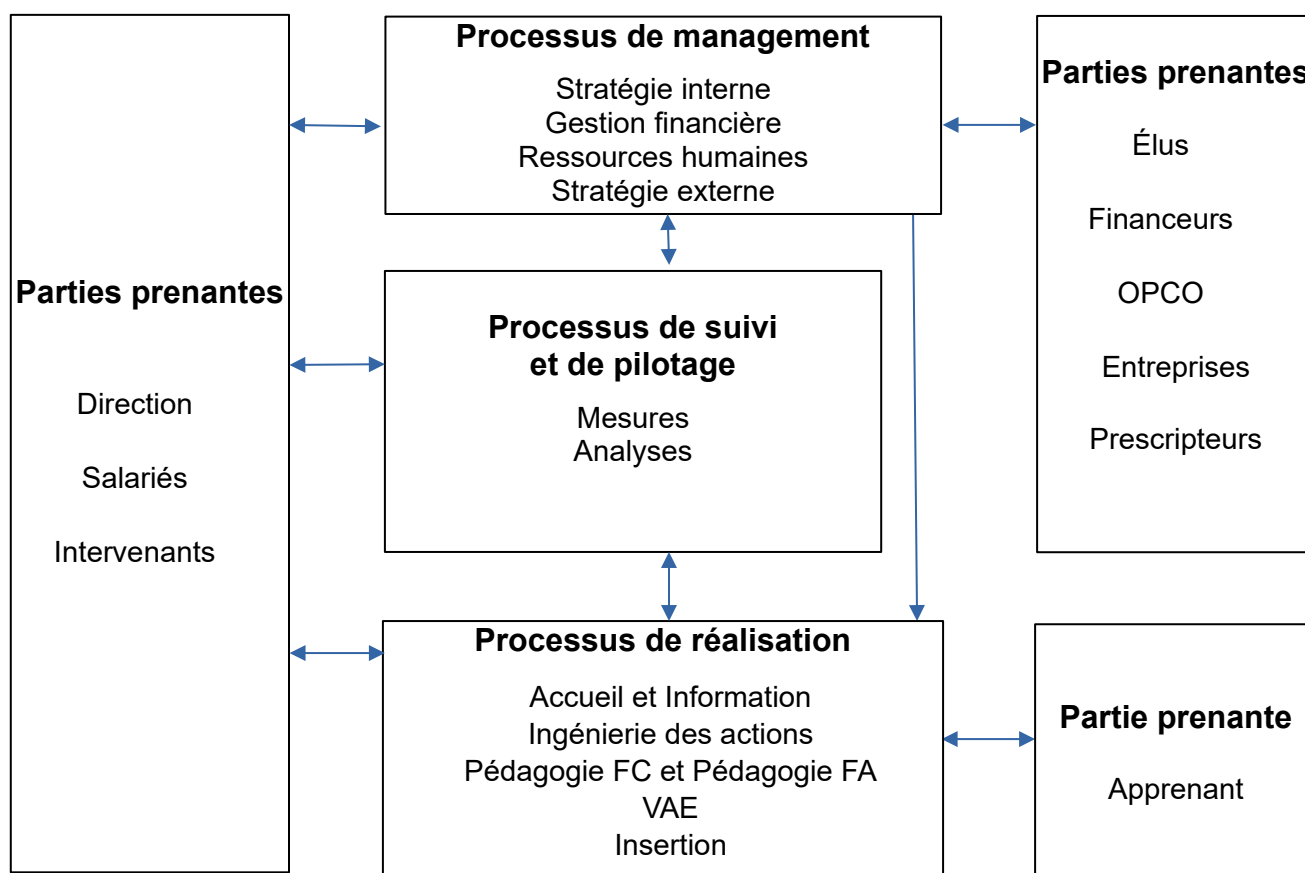 Parties prenantes
Direction
Salariés
Intervenants
Processus de management
Stratégie interne
Gestion financière
Ressources humaines
Stratégie externe
Processus de suivi
et de pilotage
Mesures
Analyses
Processus de réalisation
Accueil et Information
Ingénierie des actions
Pédagogie FC et Pédagogie FA
VAE
Insertion
Parties prenantes
Élus
Financeurs
OPCO
Entreprises
Prescripteurs
Partie prenante
Apprenant